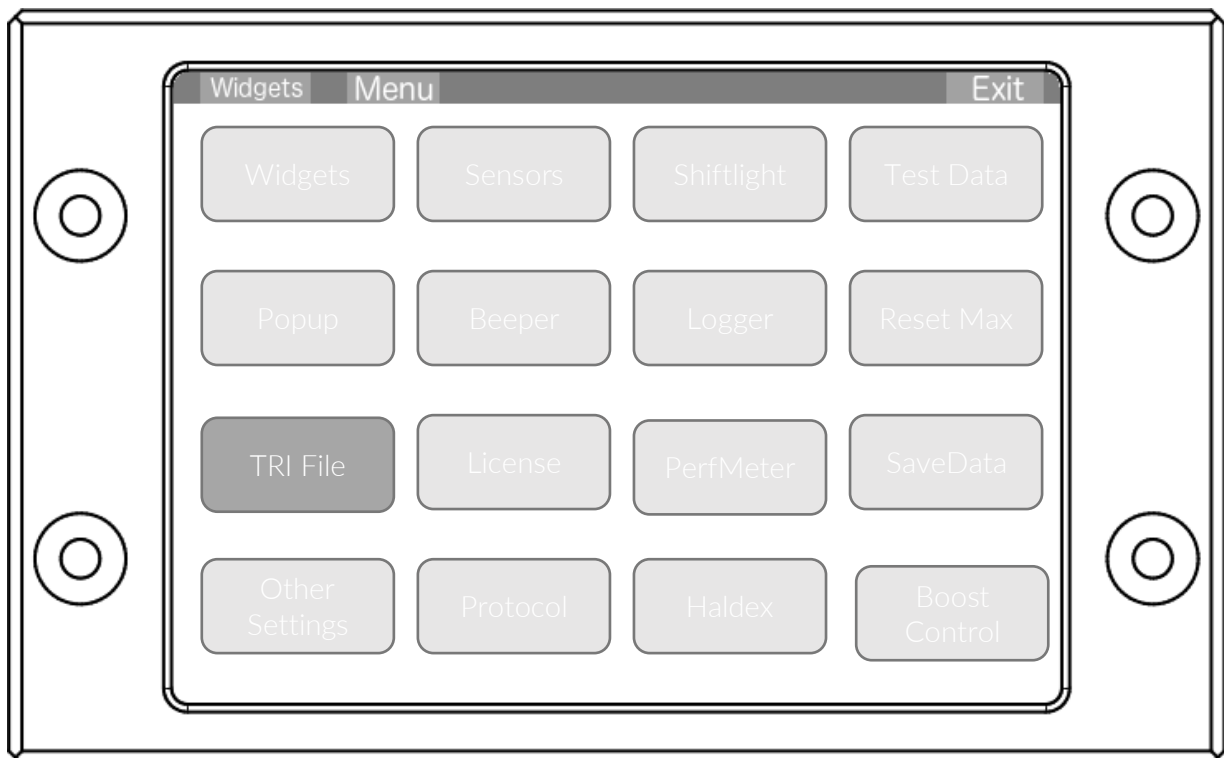 Widgets Menu Exit
Widgets Sensors Shiftlight Test Data
Popup Beeper Logger Reset Max
TRI File License PerfMeter SaveData
Other
Settings
Protocol Haldex
Boost
Control